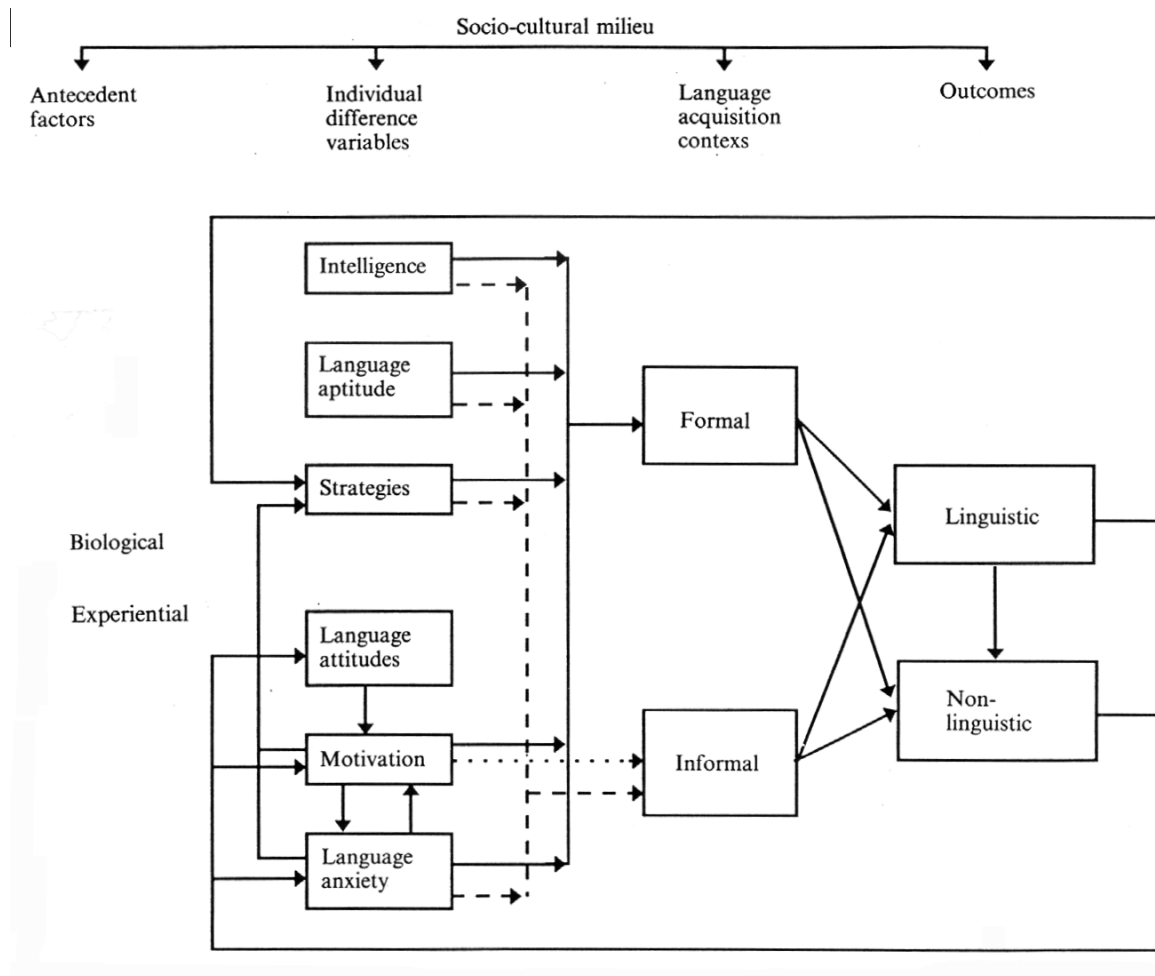 Socio-cultural milieu
Antecedent
factors
Individual
difference
variables
Language
acquisition
contexs
Outcomes
Intelligence
Language
aptitude
Formal
Strategies
Linguistic
Biological
Experiential
Language
attitudes
Non-
linguistic
Motivation
Informal
Language
anxiety